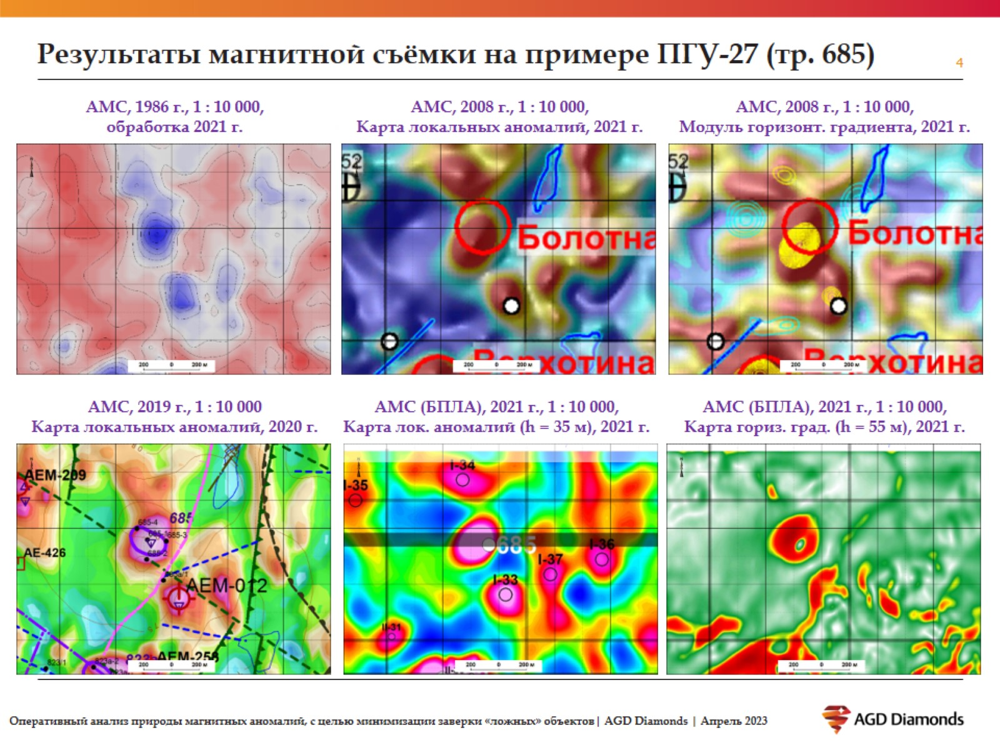 Результаты магнитной съёмки на примере ПГУ-27 (тр. 685)
4
АМС, 1986 г., 1 : 10 000,
обработка 2021 г.
АМС, 2008 г., 1 : 10 000,
Карта локальных аномалий, 2021 г.
АМС, 2008 г., 1 : 10 000,
Модуль горизонт. градиента, 2021 г.
200 0 200 м
52
Болотна
Верхотина
200 0 200 м
52
Болотна
Верхотина
200 0 200 м
АМС, 2019 г., 1 : 10 000
Карта локальных аномалий, 2020 г.
АМС (БПЛА), 2021 г., 1 : 10 000,
Карта лок. аномалий (h = 35 м), 2021 г.
АМС (БПЛА), 2021 г., 1 : 10 000,
Карта гориз. град. (h = 55 м), 2021 г.
AEM-209
685
685-4
685-3
685-2
AE-426
AEM-012
AEM-258
823/1
823а-2
200 0 200 м
I-34
I-35
685
I-36
I-37
I-33
II-31
II-
200 0 200 м
200 0 200 м
Оперативный анализ природы магнитных аномалий, с целью минимизации заверки «ложных» объектов | AGD Diamonds | Апрель 2023
AGD Diamonds